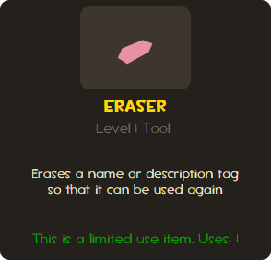 ERASER
Level 1 Tool
Erases a name or description tag
so that it can be used again
This is a limited use item. Uses: 1